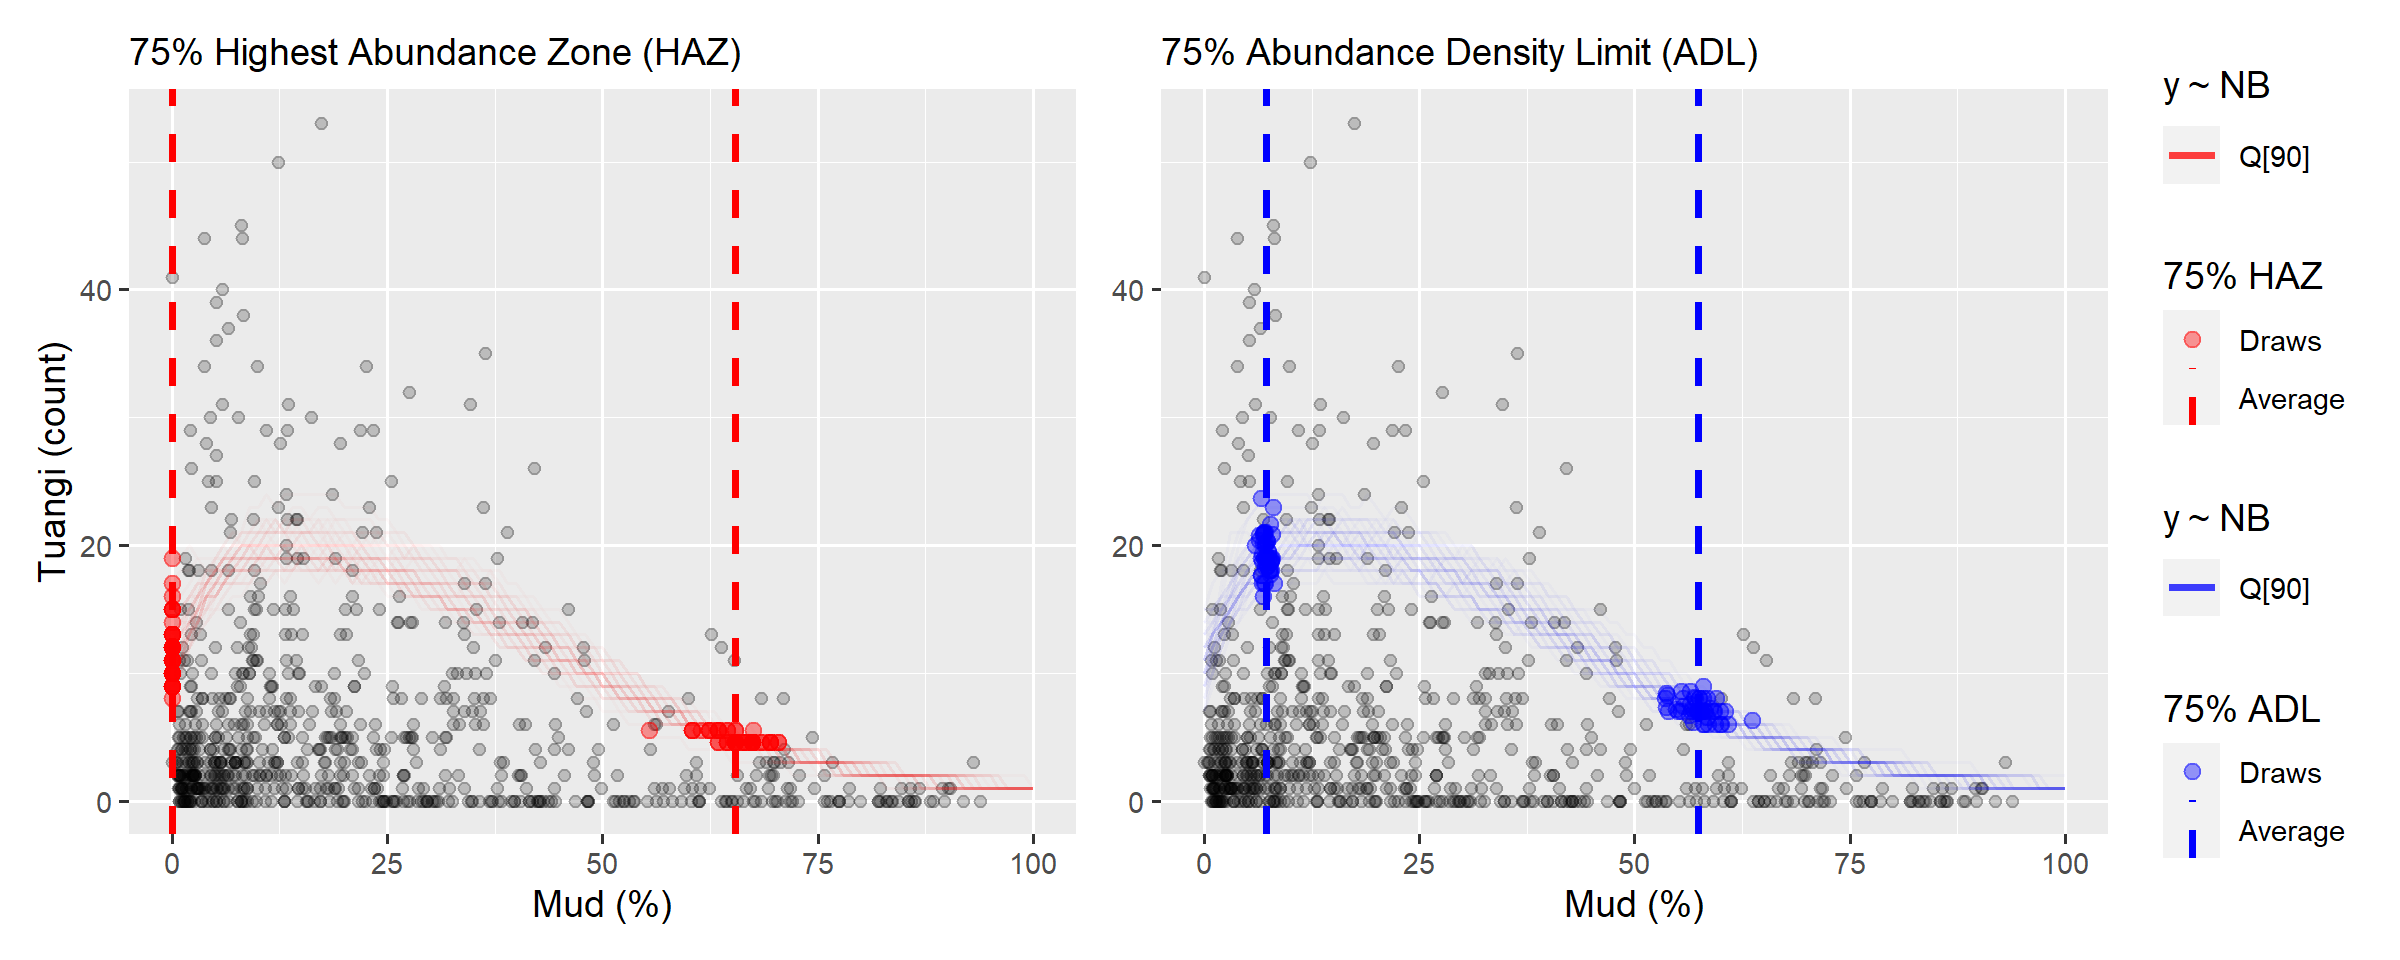 75% Highest Abundance Zone (HAZ)
Tuangi (count)
40
20
0
0 25 50 75 100
Mud (%)
75% Abundance Density Limit (ADL)
40
20
0
0 25 50 75 100
Mud (%)
y ~ NB
Q[90]
75% HAZ
Draws
Average
y ~ NB
Q[90]
75% ADL
Draws
Average